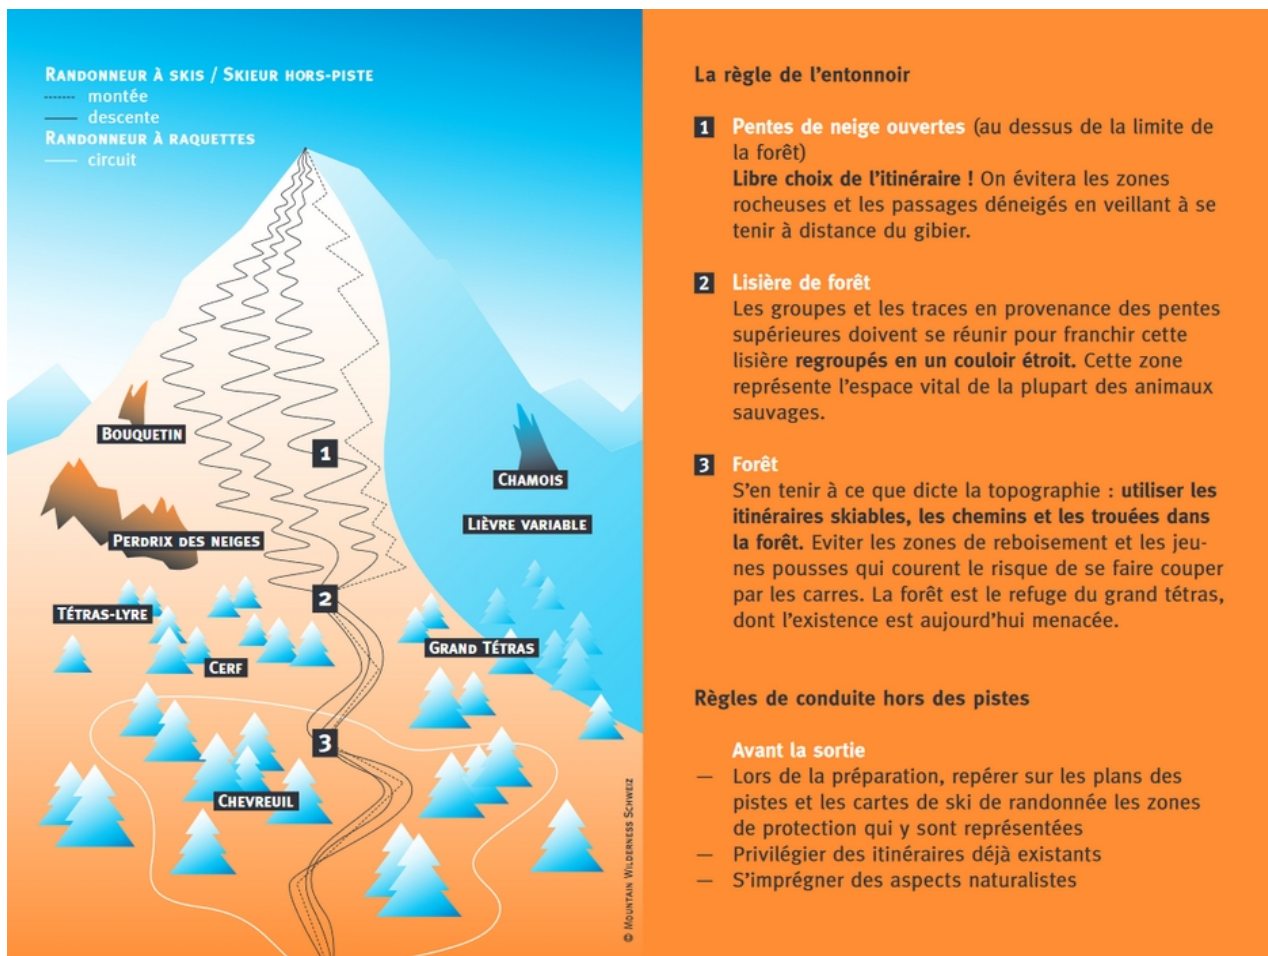 RANDONNEUR À SKIS / SKIEUR HORS-PISTE
montée
descente
RANDONNEUR À RAQUETTES
circuit
BOUQUETIN
1
CHAMOIS
LIÈVRE VARIABLE
PERDRIX DES NEIGES
2
TÉTRAS-LYRE
GRAND TÉTRAS
CERF
3
CHEVREUIL
© MOUNTAIN WILDERNESS SCHWEIZ
La règle de l'entonnoir
1 Pentes de neige ouvertes (au dessus de la limite de
la forêt)
Libre choix de l'itinéraire ! On évitera les zones
rocheuses et les passages déneigés en veillant à se
tenir à distance du gibier.
2 Lisière de forêt
Les groupes et les traces en provenance des pentes
supérieures doivent se réunir pour franchir cette
lisière regroupés en un couloir étroit. Cette zone
représente l'espace vital de la plupart des animaux
sauvages.
3 Forêt
S'en tenir à ce que dicte la topographie : utiliser les
itinéraires skiables, les chemins et les trouées dans
la forêt. Eviter les zones de reboisement et les jeu-
nes pousses qui courent le risque de se faire couper
par les carres. La forêt est le refuge du grand tétras,
dont l'existence est aujourd'hui menacée.
Règles de conduite hors des pistes
Avant la sortie
— Lors de la préparation, repérer sur les plans des
pistes et les cartes de ski de randonnée les zones
de protection qui y sont représentées
— Privilégier des itinéraires déjà existants
— S'imprégner des aspects naturalistes